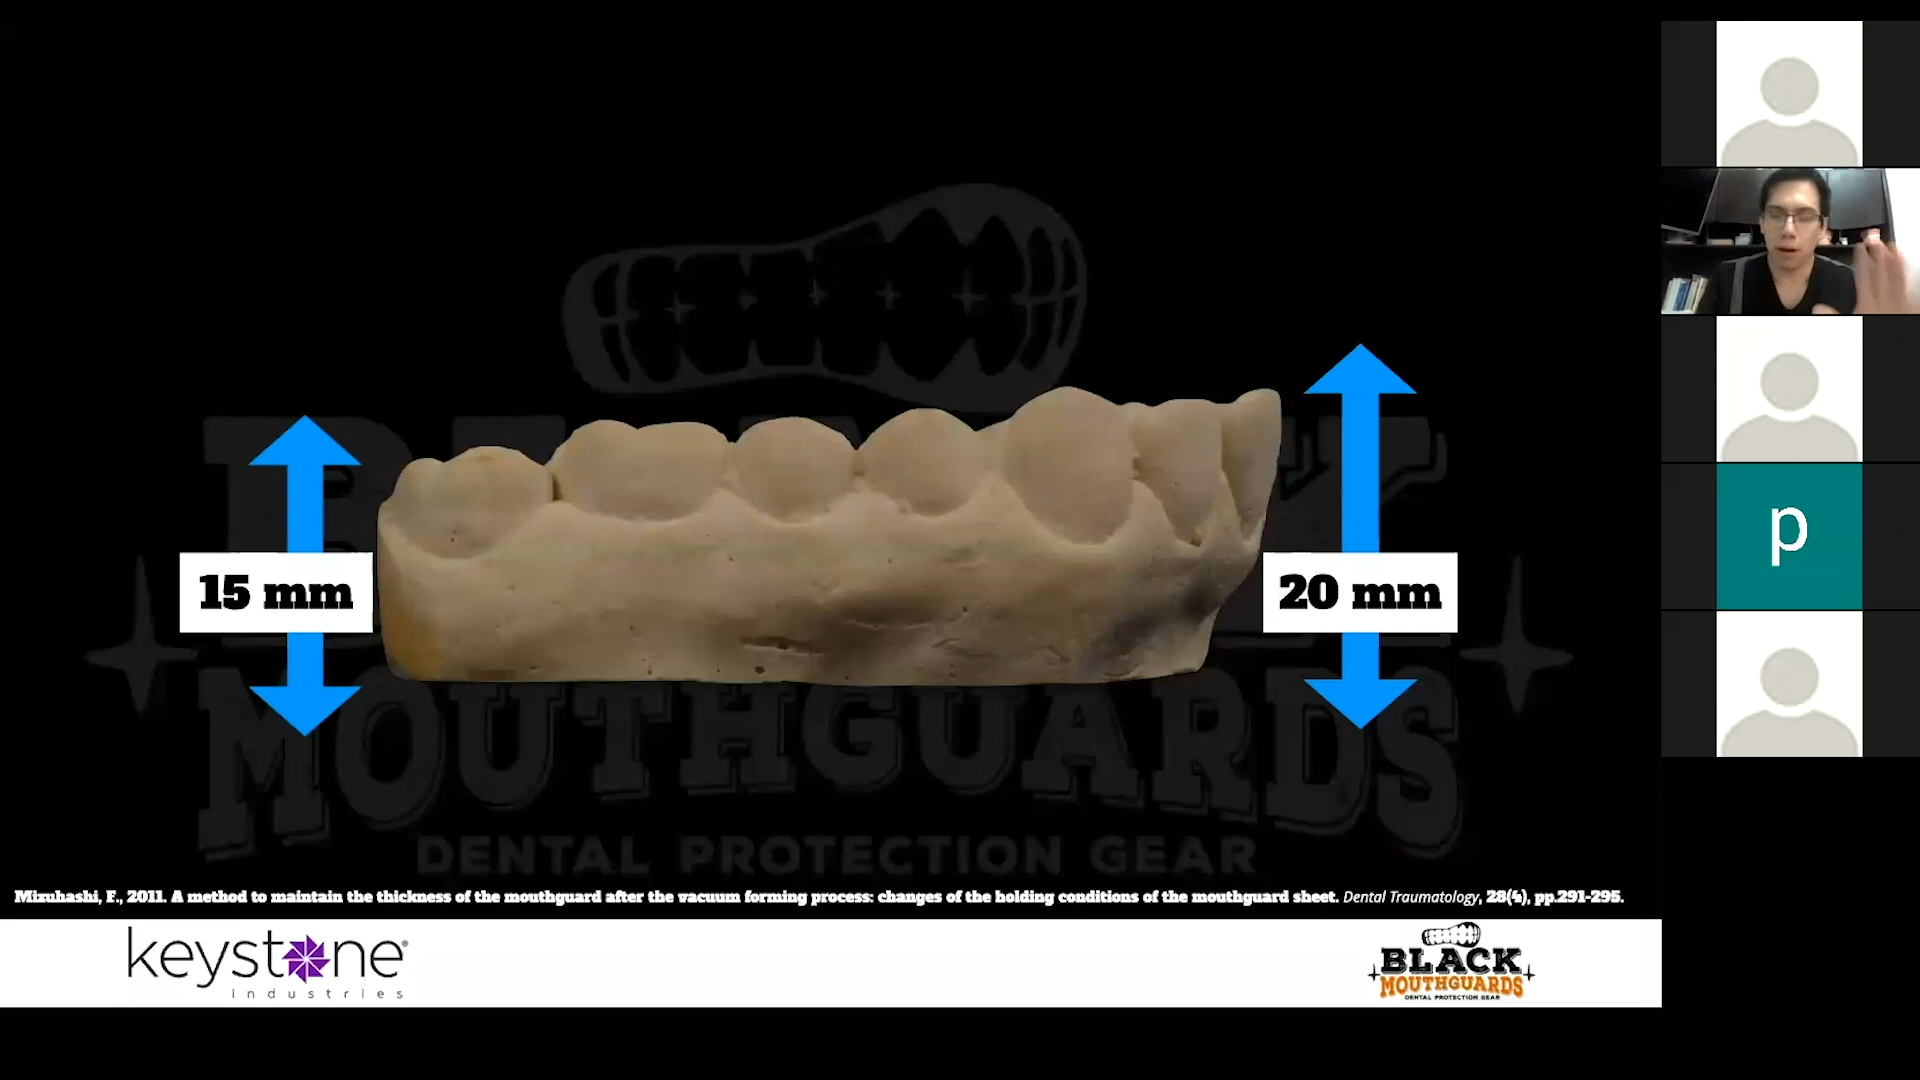 BLACK
MOUTHGUARDS
DENTAL PROTECTION GEAR
15 mm
20 mm
Mizuhashi, F., 2011. A method to maintain the thickness of the mouthguard after the vacuum forming process: changes of the holding conditions of the mouthguard sheet. Dental Traumatology, 28(4), pp.291-295.
keystone
industries
BLACK
MOUTHGUARDS
DENTAL PROTECTION GEAR
p